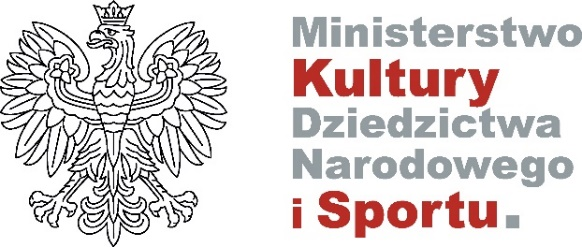 Ministerstwo
Kultury
Dziedzictwa
Narodowego
i Sportu.